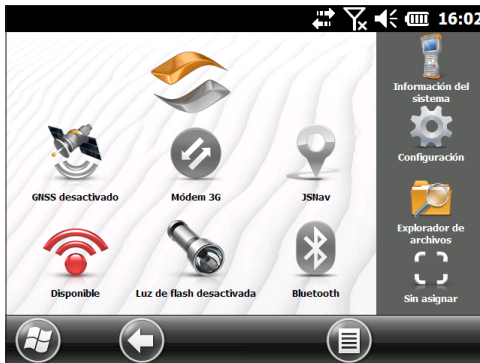 16:02
Información del
sistema
GNSS desactivado
Módem 3G
JSNav
Configuración
Explorador de
archivos
Disponible
Luz de flash desactivada
Bluetooth
Sin asignar